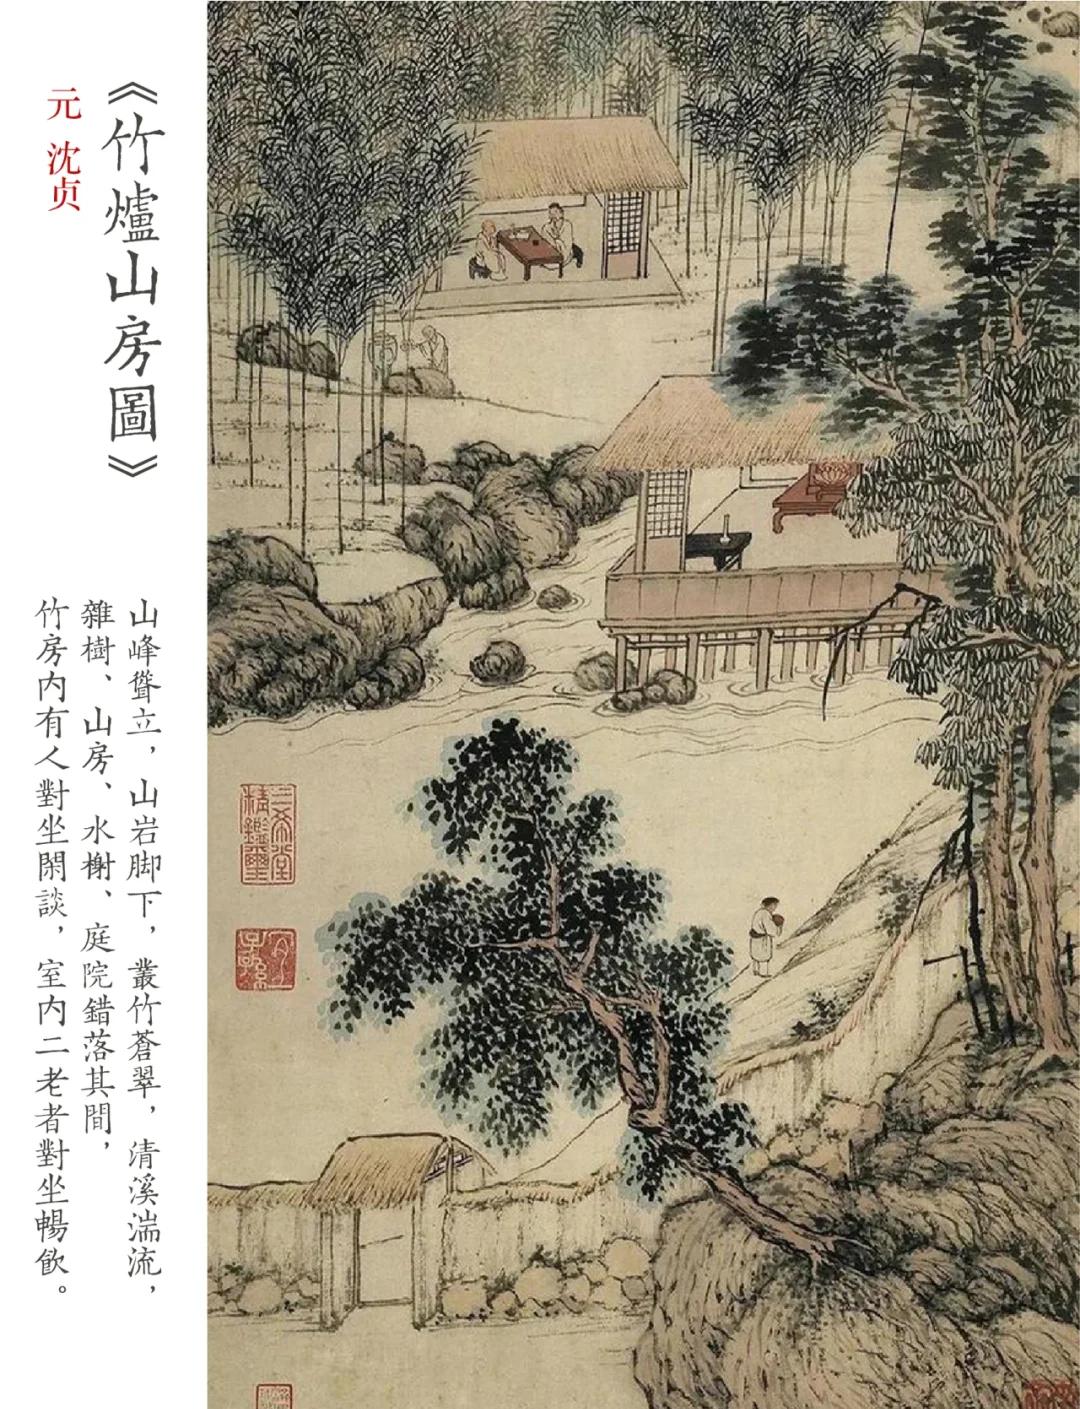 《竹爐山房圖》
元 沈贞
山峰聳立，山岩脚下，叢竹蒼翠，清溪湍流，
雜樹、山房、水榭、庭院錯落其間，
竹房内有人對坐閑談，室内二老者對坐暢飲。
三希堂
精鑑璽
宜子孫